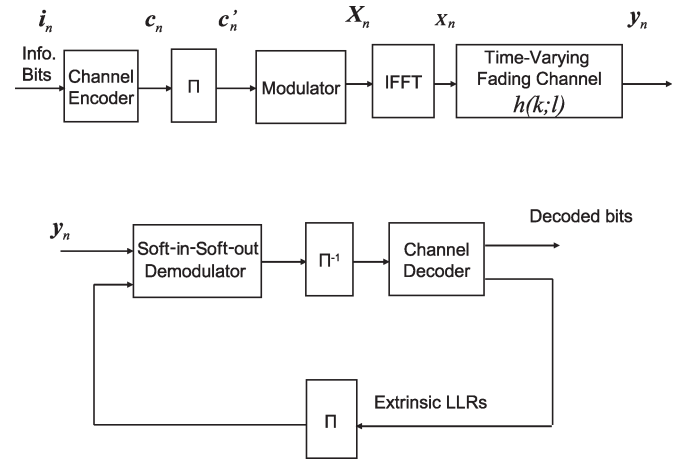 i_n c_n c_n' X_n x_n y_n
Info.
Bits
Channel
Encoder
Π
Modulator
IFFT
Time-Varying
Fading Channel
h(k;l)
y_n
Soft-in-Soft-out
Demodulator
Π-1
Channel
Decoder
Decoded bits
Π
Extrinsic LLRs